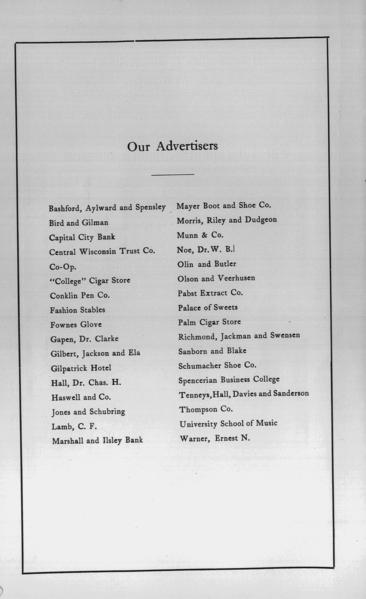 Our Advertisers
Bashford, Aylward and Spensley
Bird and Gilman
Capital City Bank
Central Wisconsin Trust Co.
Co-Op.
"College" Cigar Store
Conklin Pen Co.
Fashion Stables
Fownes Glove
Gapen, Dr. Clarke
Gilbert, Jackson and Ela
Gilpatrick Hotel
Hall, Dr. Chas. H.
Haswell and Co.
Jones and Schubring
Lamb, C. F.
Marshall and Ilsley Bank
Mayer Boot and Shoe Co.
Morris, Riley and Dudgeon
Munn & Co.
Noe, Dr. W. B.
Olin and Butler
Olson and Veerhusen
Pabst Extract Co.
Palace of Sweets
Palm Cigar Store
Richmond, Jackman and Swensen
Sanborn and Blake
Schumacher Shoe Co.
Spencerian Business College
Tenneys, Hall, Davies and Sanderson
Thompson Co.
University School of Music
Warner, Ernest N.